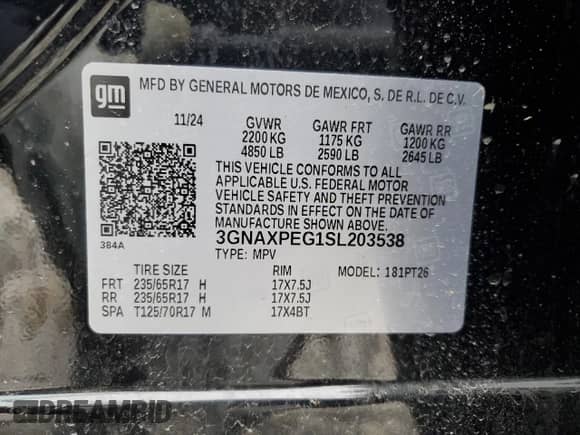 gm MFD BY GENERAL MOTORS DE MEXICO, S. DE R.L. DE C.V.
11/24 GVWR GAWR FRT GAWR RR
2200 KG 1175 KG 1200 KG
4850 LB 2590 LB 2645 LB
THIS VEHICLE CONFORMS TO ALL
APPLICABLE U.S. FEDERAL MOTOR
VEHICLE SAFETY AND THEFT PREVENTION
STANDARDS IN EFFECT ON THE DATE OF
MANUFACTURE SHOWN ABOVE.
384A 3GNAXPEG1SL203538
TYPE: MPV
TIRE SIZE RIM MODEL: 181PT26
FRT 235/65R17 H 17X7.5J
RR 235/65R17 H 17X7.5J
SPA T125/70R17 M 17X4BT
DREAMBID